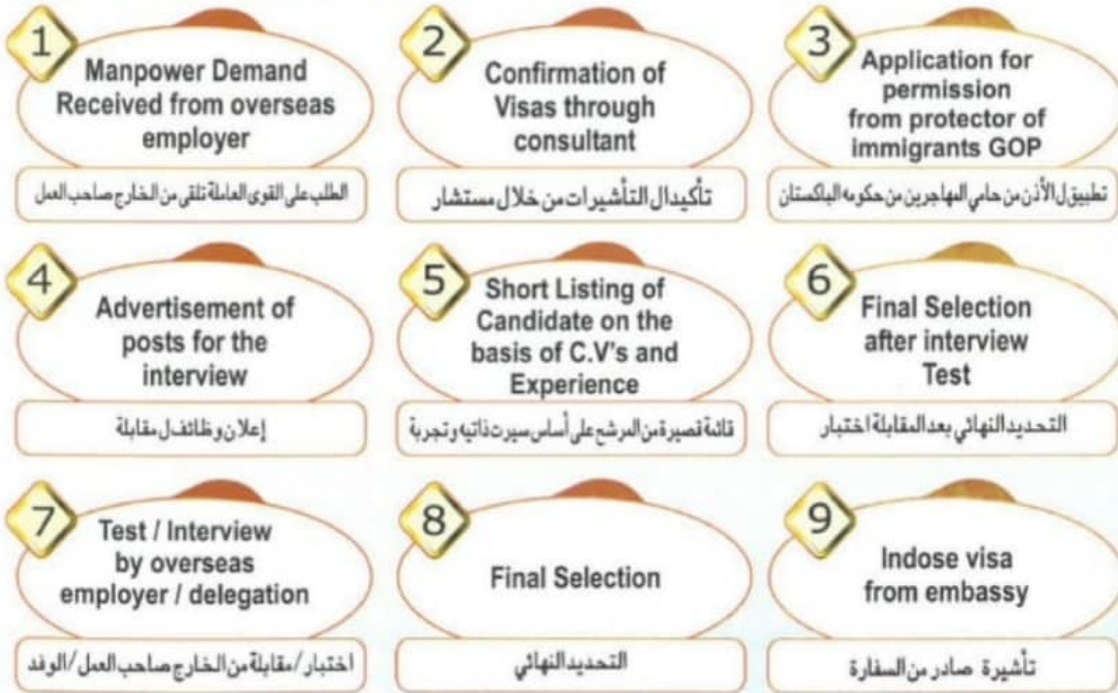 1
Manpower Demand
Received from overseas
employer
الطلب على القوى العاملة تلقى من الخارج صاحب العمل
2
Confirmation of
Visas through
consultant
تأكيدال التأشيرات من خلال مستشار
3
Application for
permission
from protector of
immigrants GOP
تطبيق ل الأذن من حامي المهاجرين من حكومه الباكستان
4
Advertisement of
posts for the
interview
إعلان وظائف ل مقابلة
5
Short Listing of
Candidate on the
basis of C.V's and
Experience
قائمة قصيرة من المرشح على أساس سيرت ذاتيه و تجربة
6
Final Selection
after interview
Test
التحديد النهائي بعد المقابلة اختبار
7
Test / Interview
by overseas
employer / delegation
اختبار/مقابلة من الخارج صاحب العمل/الوفد
8
Final Selection
التحديد النهائي
9
Indose visa
from embassy
تأشيرة صادر من السفارة